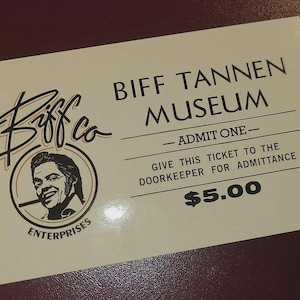 Biff Co
ENTERPRISES
BIFF TANNEN
MUSEUM
— ADMIT ONE —
GIVE THIS TICKET TO THE
DOORKEEPER FOR ADMITTANCE
$5.00